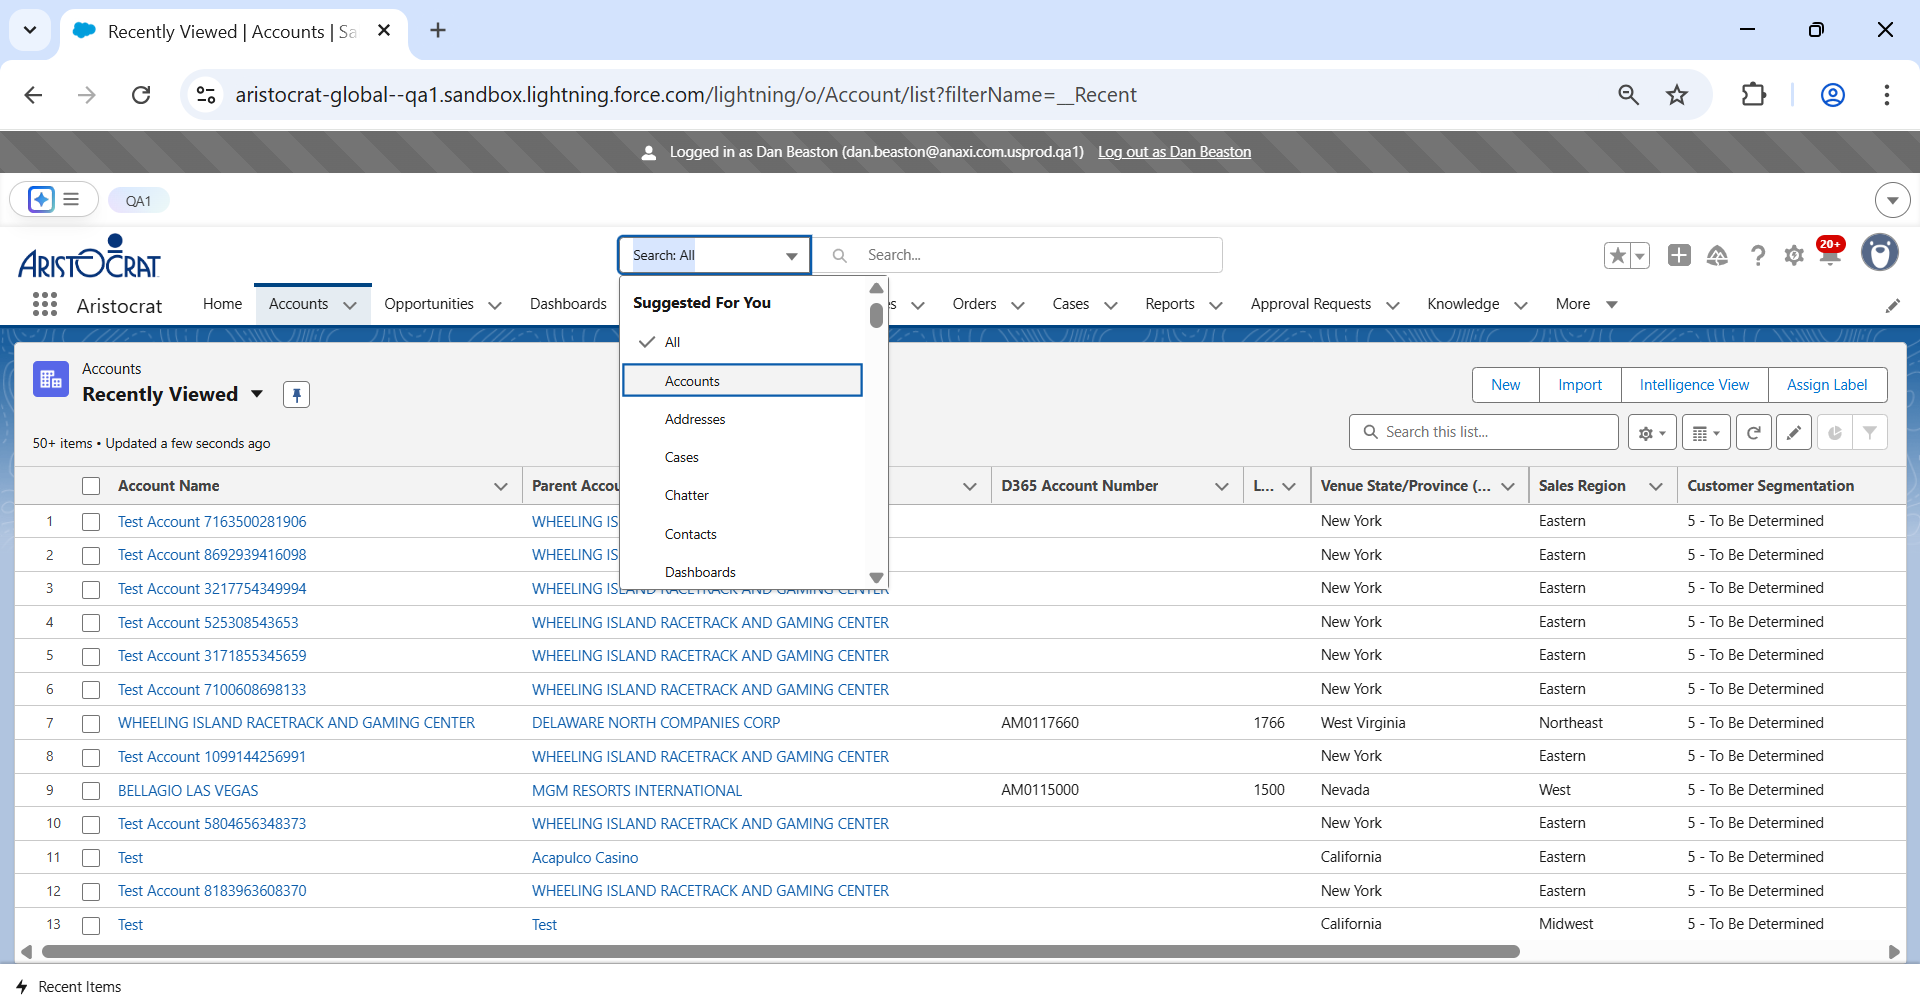 Recently Viewed | Accounts | Sa
aristocrat-global--qa1.sandbox.lightning.force.com/lightning/o/Account/list?filterName=__Recent
Logged in as Dan Beaston (dan.beaston@anaxi.com.usprod.qa1) Log out as Dan Beaston
QA1
ARISTOCRAT
Search: All
Search...
20+
Aristocrat Home Accounts Opportunities Dashboards es Orders Cases Reports Approval Requests Knowledge More
Suggested For You
All
Accounts
Addresses
Cases
Chatter
Contacts
Dashboards
Accounts
Recently Viewed
New Import Intelligence View Assign Label
50+ items • Updated a few seconds ago
Search this list...
Account Name Parent Accou D365 Account Number L... Venue State/Province (... Sales Region Customer Segmentation
1 Test Account 7163500281906 WHEELING IS New York Eastern 5 - To Be Determined
2 Test Account 8692939416098 WHEELING IS New York Eastern 5 - To Be Determined
3 Test Account 3217754349994 WHEELING ISLAND RACETRACK AND GAMING CENTER New York Eastern 5 - To Be Determined
4 Test Account 525308543653 WHEELING ISLAND RACETRACK AND GAMING CENTER New York Eastern 5 - To Be Determined
5 Test Account 3171855345659 WHEELING ISLAND RACETRACK AND GAMING CENTER New York Eastern 5 - To Be Determined
6 Test Account 7100608698133 WHEELING ISLAND RACETRACK AND GAMING CENTER New York Eastern 5 - To Be Determined
7 WHEELING ISLAND RACETRACK AND GAMING CENTER DELAWARE NORTH COMPANIES CORP AM0117660 1766 West Virginia Northeast 5 - To Be Determined
8 Test Account 1099144256991 WHEELING ISLAND RACETRACK AND GAMING CENTER New York Eastern 5 - To Be Determined
9 BELLAGIO LAS VEGAS MGM RESORTS INTERNATIONAL AM0115000 1500 Nevada West 5 - To Be Determined
10 Test Account 5804656348373 WHEELING ISLAND RACETRACK AND GAMING CENTER New York Eastern 5 - To Be Determined
11 Test Acapulco Casino California Eastern 5 - To Be Determined
12 Test Account 8183963608370 WHEELING ISLAND RACETRACK AND GAMING CENTER New York Eastern 5 - To Be Determined
13 Test Test California Midwest 5 - To Be Determined
Recent Items